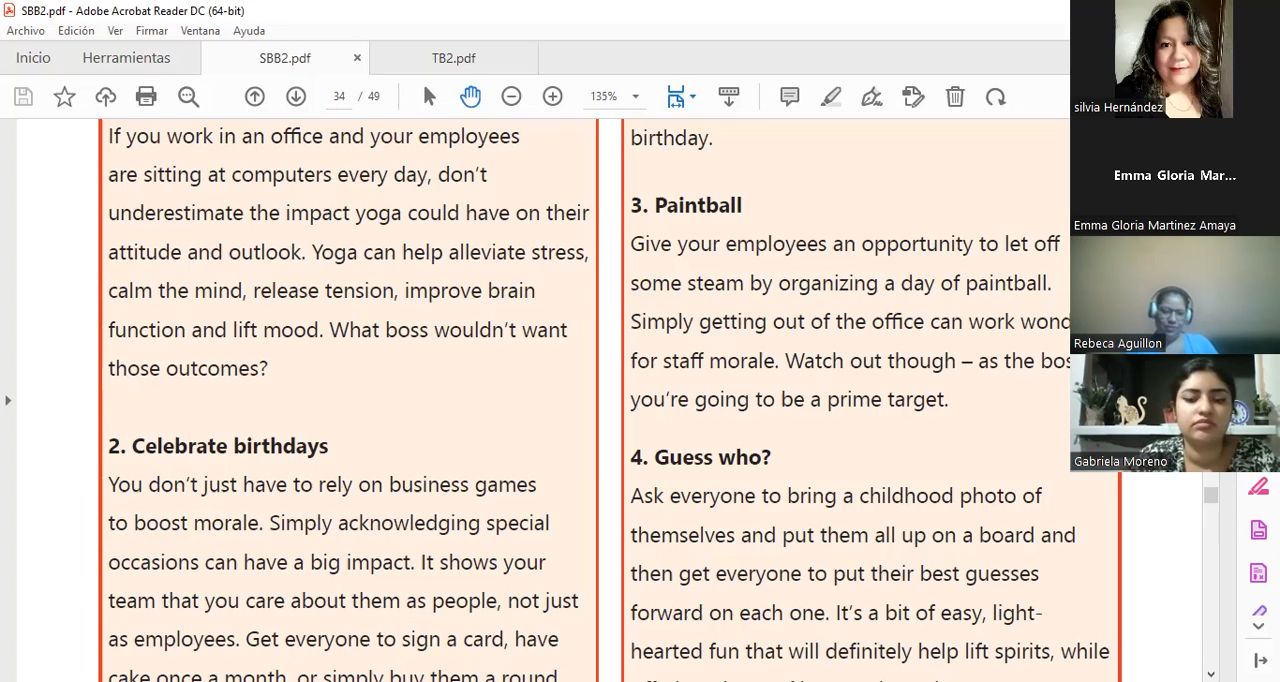 SBB2.pdf - Adobe Acrobat Reader DC (64-bit)
Archivo Edición Ver Firmar Ventana Ayuda
Inicio Herramientas SBB2.pdf × TB2.pdf
34 / 49 135%
If you work in an office and your employees
are sitting at computers every day, don't
underestimate the impact yoga could have on their
attitude and outlook. Yoga can help alleviate stress,
calm the mind, release tension, improve brain
function and lift mood. What boss wouldn't want
those outcomes?
2. Celebrate birthdays
You don't just have to rely on business games
to boost morale. Simply acknowledging special
occasions can have a big impact. It shows your
team that you care about them as people, not just
as employees. Get everyone to sign a card, have
cake once a month, or simply buy them a round
birthday.
3. Paintball
Give your employees an opportunity to let off
some steam by organizing a day of paintball.
Simply getting out of the office can work wond
for staff morale. Watch out though – as the bos
you're going to be a prime target.
4. Guess who?
Ask everyone to bring a childhood photo of
themselves and put them all up on a board and
then get everyone to put their best guesses
forward on each one. It's a bit of easy, light-
hearted fun that will definitely help lift spirits, while
silvia Hernández
Emma Gloria Mar...
Emma Gloria Martinez Amaya
Rebeca Aguillon
Gabriela Moreno